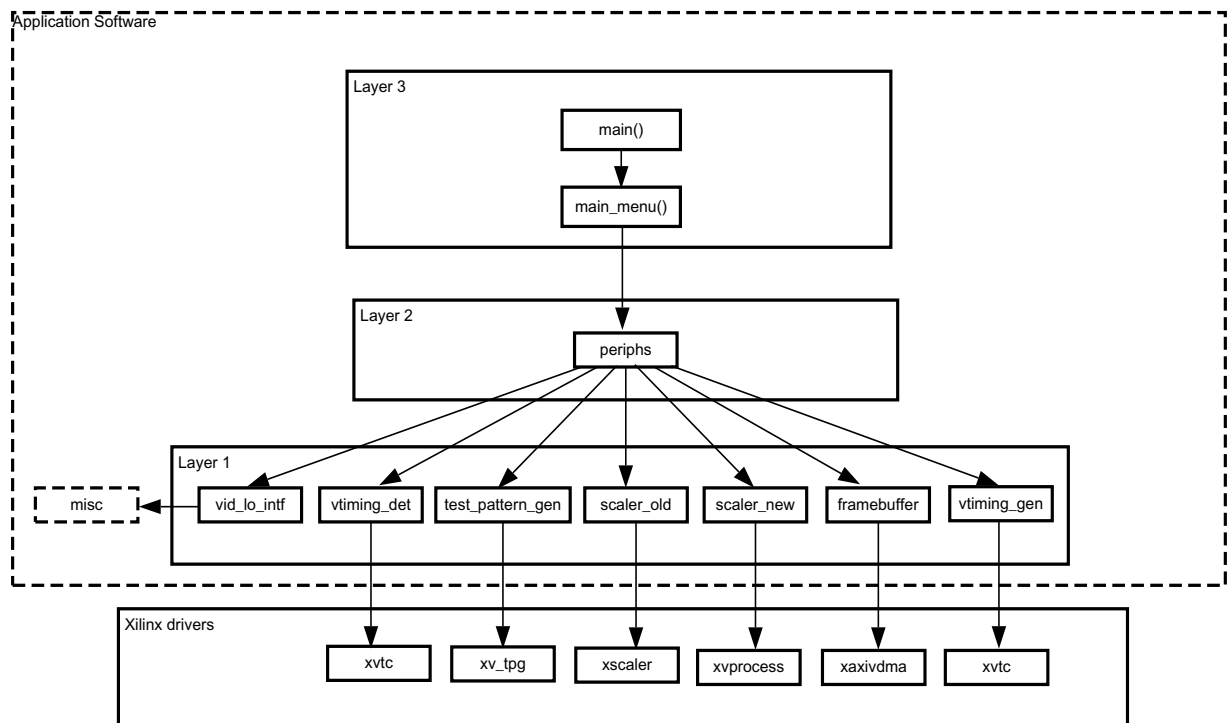 Application Software
Layer 3
main()
main_menu()
Layer 2
periphs
Layer 1
misc
vid_lo_intf
vtiming_det
test_pattern_gen
scaler_old
scaler_new
framebuffer
vtiming_gen
Xilinx drivers
xvtc
xv_tpg
xscaler
xvprocess
xaxivdma
xvtc